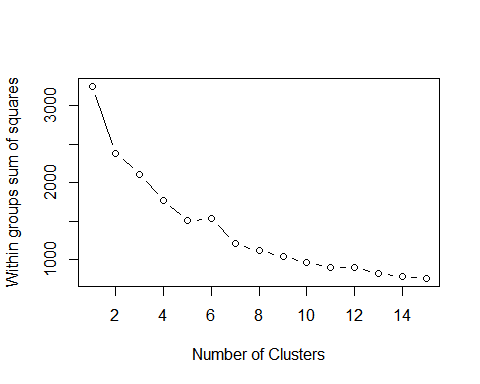 Within groups sum of squares
3000
2000
1000
2 4 6 8 10 12 14
Number of Clusters